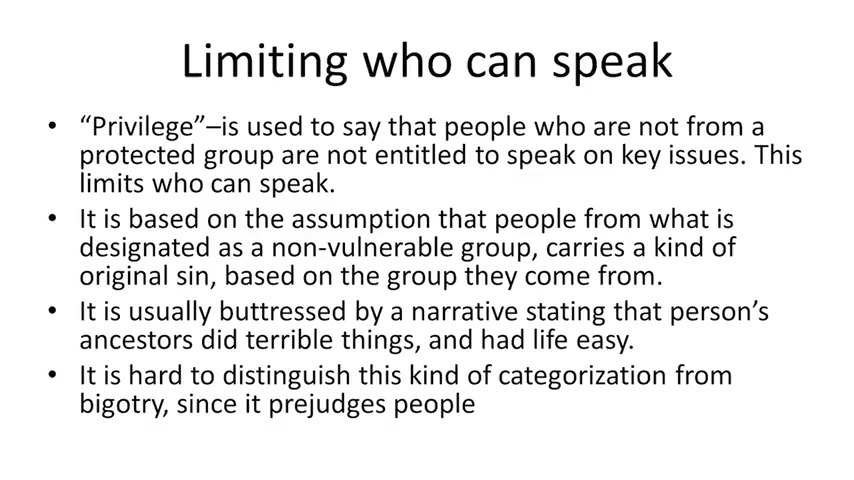 Limiting who can speak
• “Privilege”–is used to say that people who are not from a
protected group are not entitled to speak on key issues. This
limits who can speak.
• It is based on the assumption that people from what is
designated as a non-vulnerable group, carries a kind of
original sin, based on the group they come from.
• It is usually buttressed by a narrative stating that person’s
ancestors did terrible things, and had life easy.
• It is hard to distinguish this kind of categorization from
bigotry, since it prejudges people